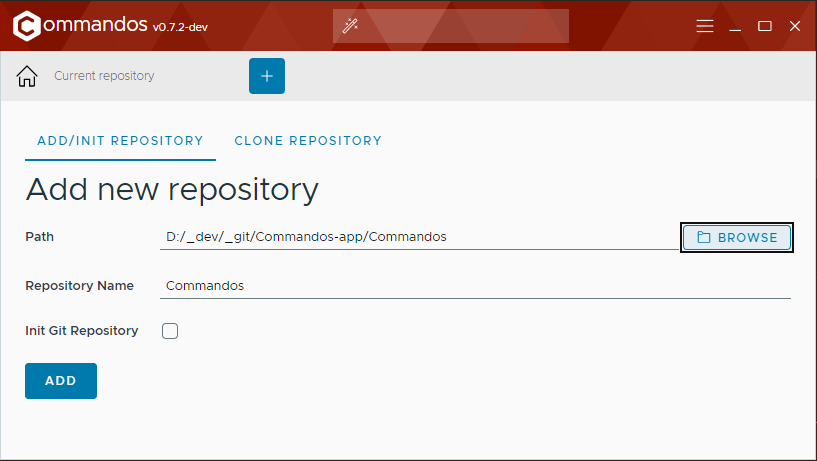 Commandos v0.7.2-dev
Current repository
+
ADD/INIT REPOSITORY CLONE REPOSITORY
Add new repository
Path D:/_dev/_git/Commandos-app/Commandos BROWSE
Repository Name Commandos
Init Git Repository
ADD